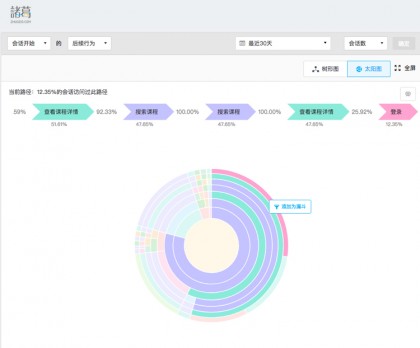 諸葛
会话开始 的 后续行为 最近30天 会话数
树形图 太阳图 全屏
当前路径：12.35%的会话访问过此路径
.59% 查看课程详情 92.33% 搜索课程 100.00% 搜索课程 100.00% 查看课程详情 25.92% 登录
51.61% 47.65% 47.65% 47.65% 12.35%
添加为漏斗